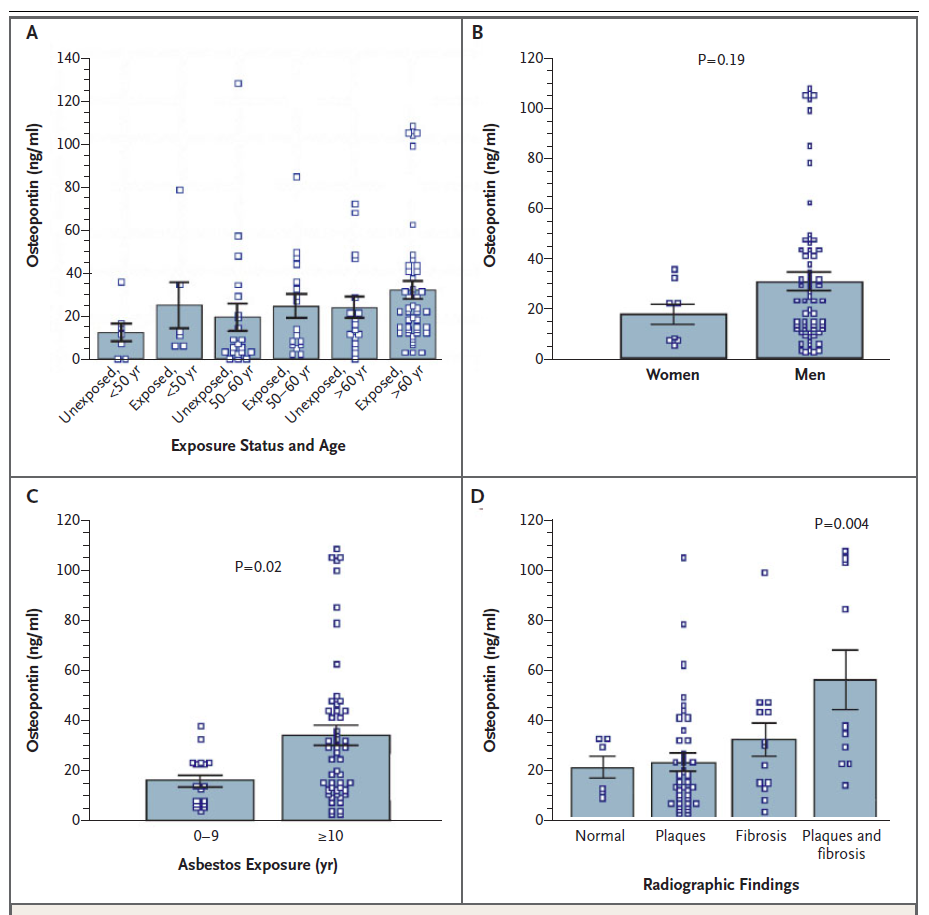 A
140
120
100
80
60
40
20
0
Osteopontin (ng/ml)
Unexposed,
<50 yr
Exposed,
<50 yr
Unexposed,
50–60 yr
Exposed,
50–60 yr
Unexposed,
>60 yr
Exposed,
>60 yr
Exposure Status and Age
B
P=0.19
120
100
80
60
40
20
0
Osteopontin (ng/ml)
Women Men
C
P=0.02
120
100
80
60
40
20
0
Osteopontin (ng/ml)
0–9 ≥10
Asbestos Exposure (yr)
D
P=0.004
120
100
80
60
40
20
0
Osteopontin (ng/ml)
Normal Plaques Fibrosis Plaques and
fibrosis
Radiographic Findings